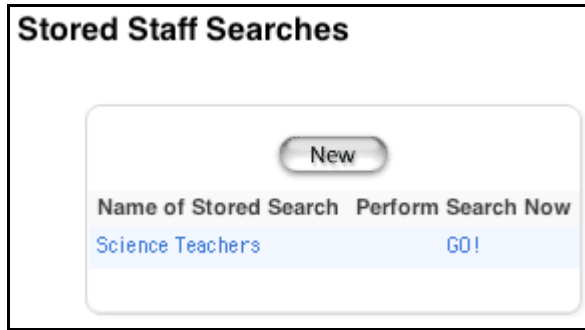 Stored Staff Searches
New
Name of Stored Search Perform Search Now
Science Teachers GO!